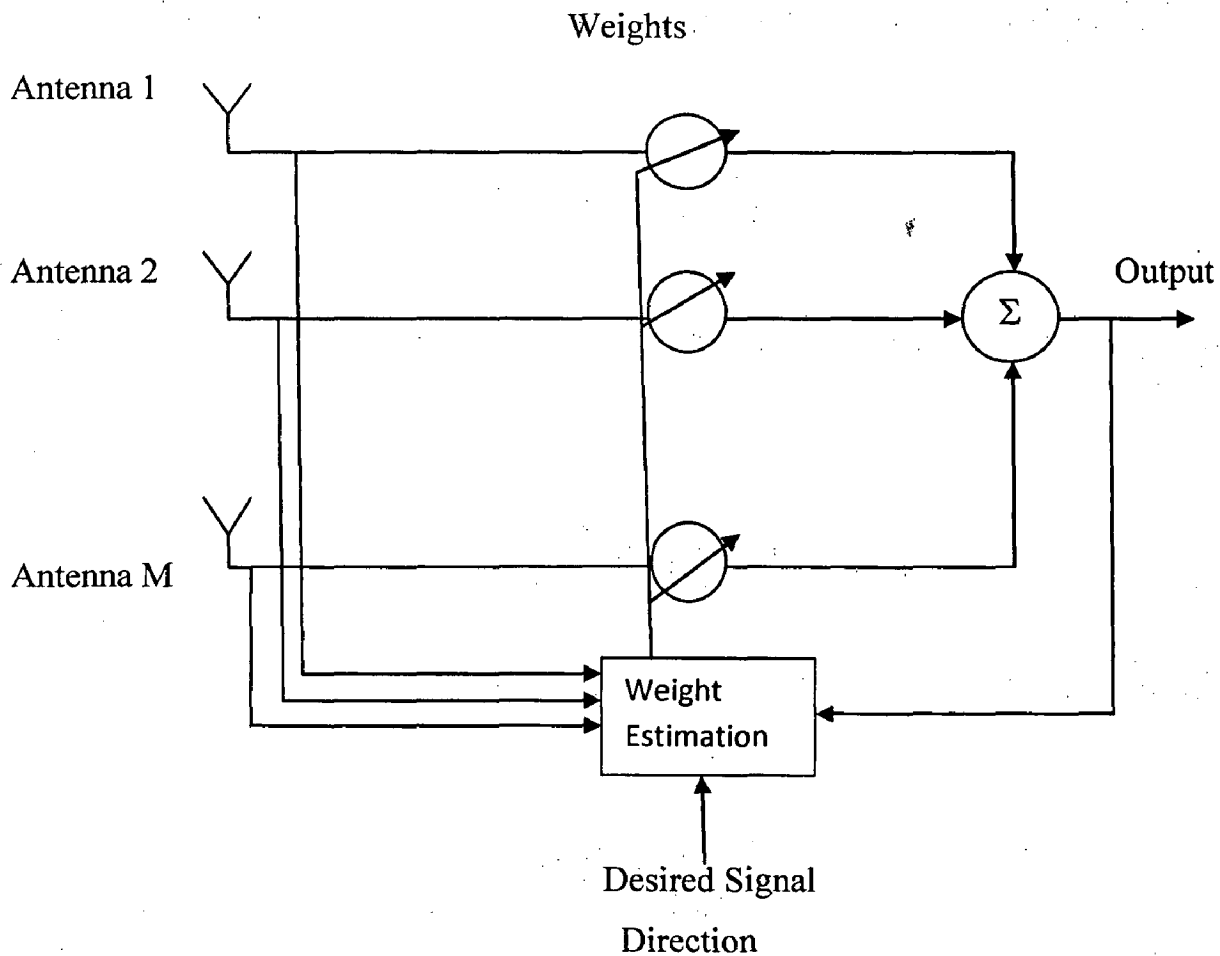 Weights
Antenna 1
Antenna 2
Output
Σ
Antenna M
Weight
Estimation
Desired Signal
Direction